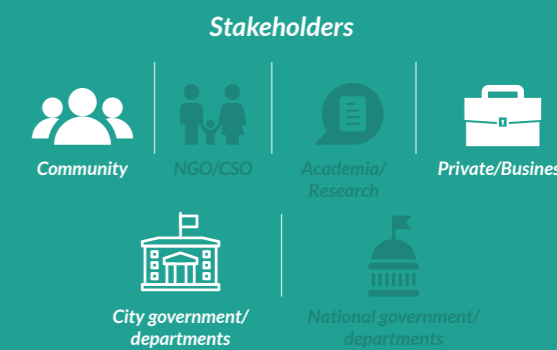 Stakeholders
Community
NGO/CSO
Academia/
Research
Private/Busines
City government/
departments
National government/
departments